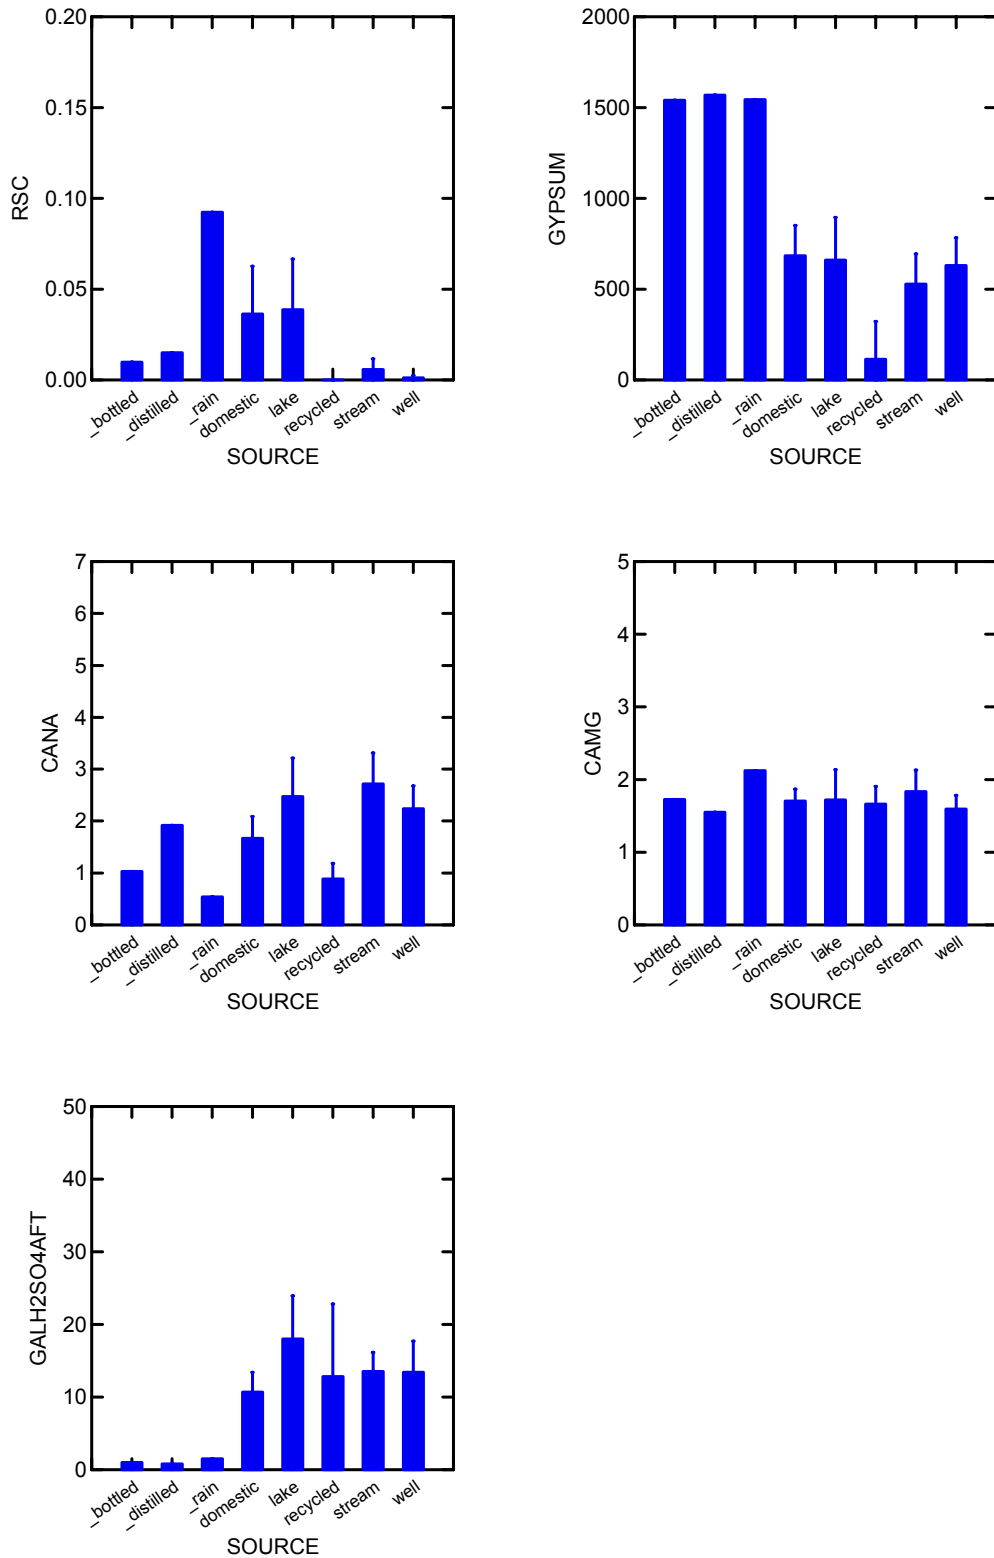 0.20
0.15
0.10
0.05
0.00
RSC
_bottled
_distilled
_rain
domestic
lake
recycled
stream
well
SOURCE
2000
1500
1000
500
0
GYPSUM
_bottled
_distilled
_rain
domestic
lake
recycled
stream
well
SOURCE
7
6
5
4
3
2
1
0
CANA
_bottled
_distilled
_rain
domestic
lake
recycled
stream
well
SOURCE
5
4
3
2
1
0
CAMG
_bottled
_distilled
_rain
domestic
lake
recycled
stream
well
SOURCE
50
40
30
20
10
0
GALH2SO4AFT
_bottled
_distilled
_rain
domestic
lake
recycled
stream
well
SOURCE